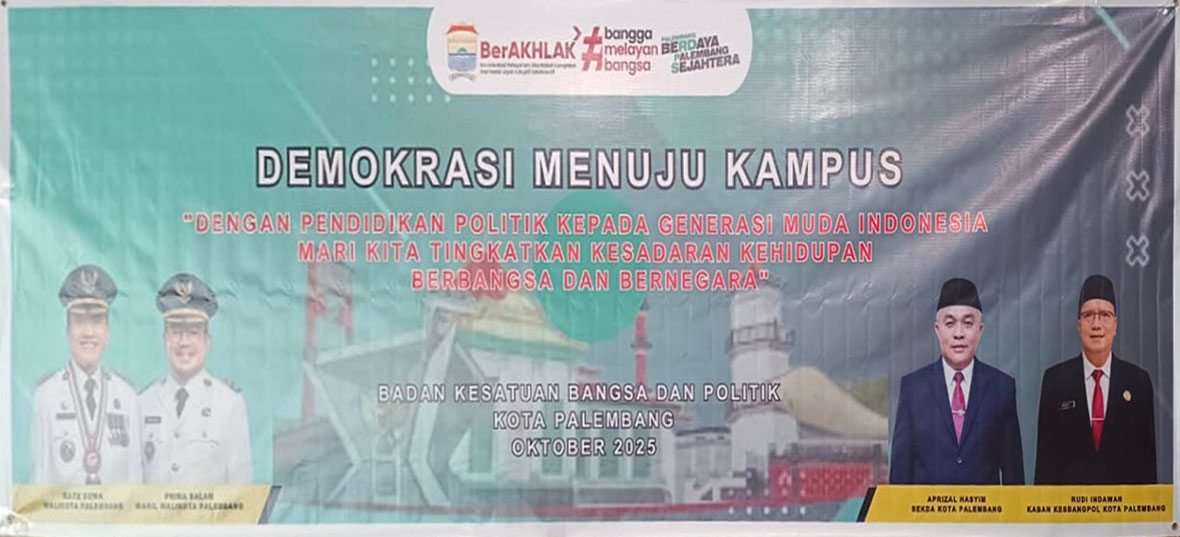 BerAKHLAK
#bangga
melayani
bangsa
PALEMBANG
BERDAYA
PALEMBANG
SEJAHTERA
DEMOKRASI MENUJU KAMPUS
"DENGAN PENDIDIKAN POLITIK KEPADA GENERASI MUDA INDONESIA
MARI KITA TINGKATKAN KESADARAN KEHIDUPAN
BERBANGSA DAN BERNEGARA"
BADAN KESATUAN BANGSA DAN POLITIK
KOTA PALEMBANG
OKTOBER 2025
RATU DEWA
WALIKOTA PALEMBANG
PRIMA SALAM
WAKIL WALIKOTA PALEMBANG
APRIZAL HASYIM
SEKDA KOTA PALEMBANG
RUDI INDAWAN
KABAN KESBANGPOL KOTA PALEMBANG